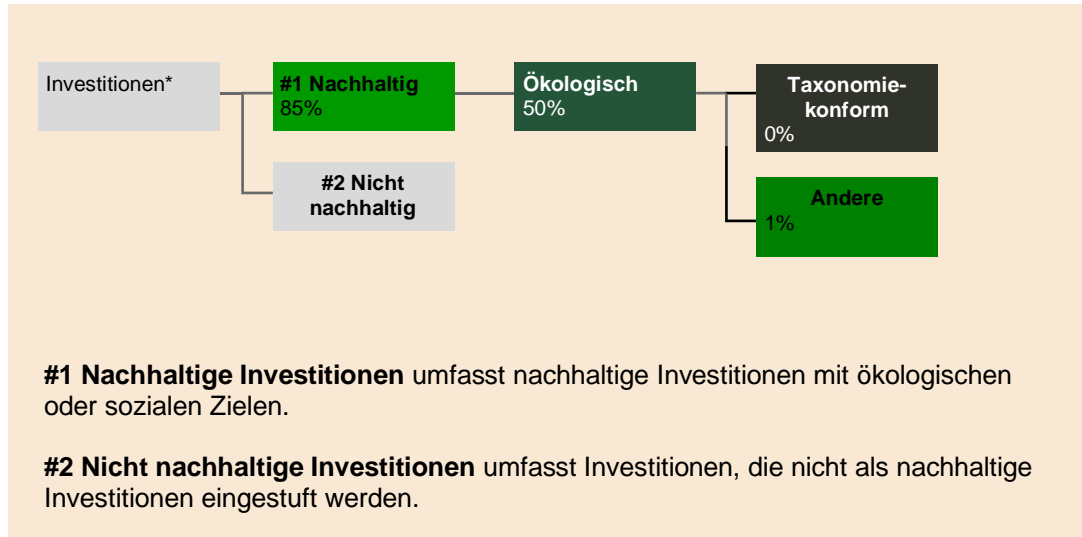 Investitionen*
#1 Nachhaltig
85%
Ökologisch
50%
Taxonomie-
konform
0%
#2 Nicht
nachhaltig
Andere
1%
#1 Nachhaltige Investitionen umfasst nachhaltige Investitionen mit ökologischen
oder sozialen Zielen.
#2 Nicht nachhaltige Investitionen umfasst Investitionen, die nicht als nachhaltige
Investitionen eingestuft werden.